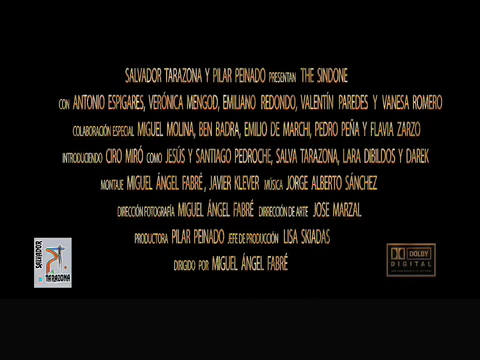 SALVADOR TARAZONA Y PILAR PEINADO PRESENTAN THE SINDONE
CON ANTONIO ESPIGARES, VERÓNICA MENGOD, EMILIANO REDONDO, VALENTÍN PAREDES Y VANESA ROMERO
COLABORACIÓN ESPECIAL MIGUEL MOLINA, BEN BADRA, EMILIO DE MARCHI, PEDRO PEÑA Y FLAVIA ZARZO
INTRODUCIENDO CIRO MIRÓ COMO JESÚS Y SANTIAGO PEDROCHE, SALVA TARAZONA, LARA DIBILDOS Y DAREK
MONTAJE MIGUEL ÁNGEL FABRÉ, JAVIER KLEVER MÚSICA JORGE ALBERTO SÁNCHEZ
DIRECCIÓN FOTOGRAFÍA MIGUEL ÁNGEL FABRÉ DIRRECCIÓN DE ARTE JOSE MARZAL
PRODUCTORA PILAR PEINADO JEFE DE PRODUCCIÓN LISA SKIADAS
DIRIGIDO POR MIGUEL ÁNGEL FABRÉ
SALVADOR
TARAZONA
DOLBY
DIGITAL